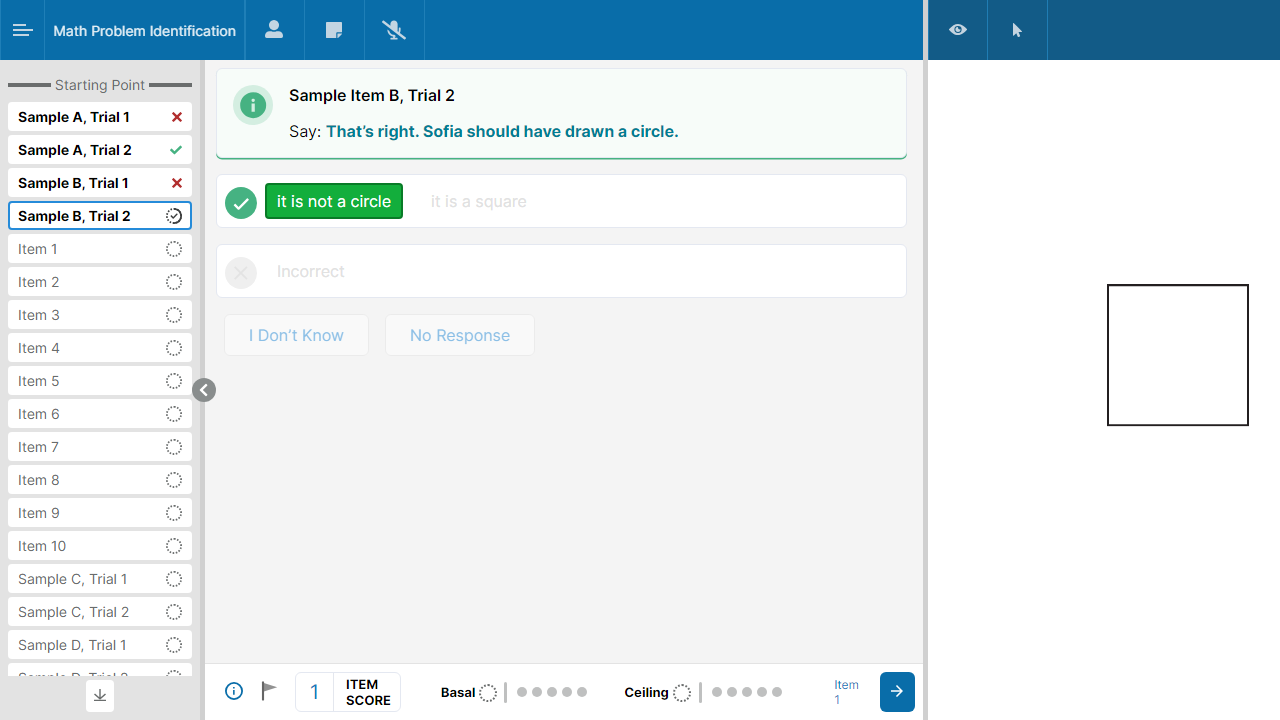 Math Problem Identification
Starting Point
Sample A, Trial 1
Sample A, Trial 2
Sample B, Trial 1
Sample B, Trial 2
Item 1
Item 2
Item 3
Item 4
Item 5
Item 6
Item 7
Item 8
Item 9
Item 10
Sample C, Trial 1
Sample C, Trial 2
Sample D, Trial 1
Sample Item B, Trial 2
Say: That’s right. Sofia should have drawn a circle.
it is not a circle it is a square
Incorrect
I Don’t Know No Response
1 ITEM SCORE
Basal
Ceiling
Item
1